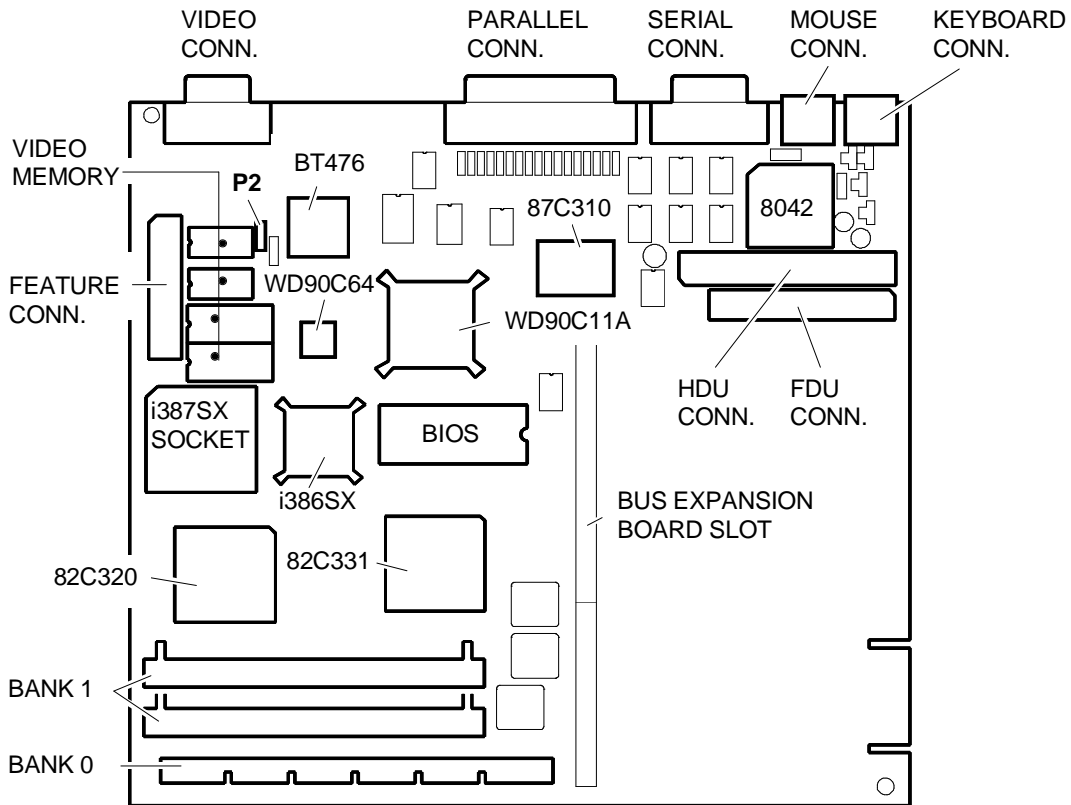 VIDEO
CONN.
PARALLEL
CONN.
SERIAL
CONN.
MOUSE
CONN.
KEYBOARD
CONN.
VIDEO
MEMORY
P2
BT476
87C310
8042
FEATURE
CONN.
WD90C64
WD90C11A
HDU
CONN.
FDU
CONN.
i387SX
SOCKET
BIOS
i386SX
BUS EXPANSION
BOARD SLOT
82C320
82C331
BANK 1
BANK 0